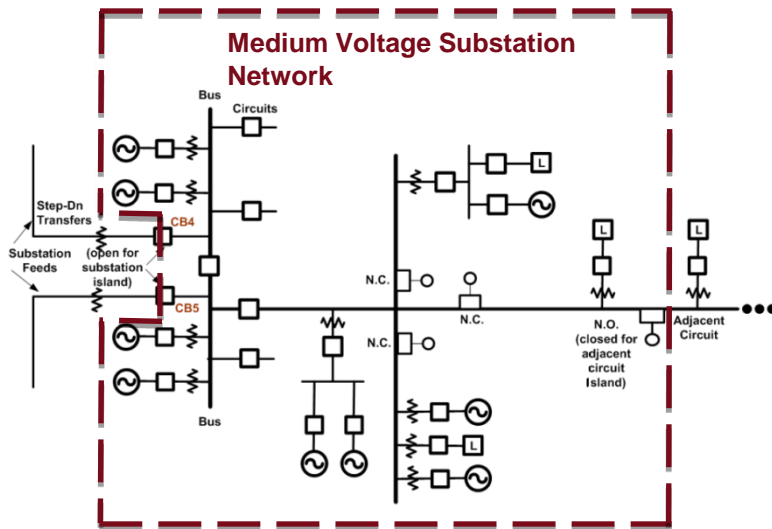 Medium Voltage Substation
Network
Bus
Circuits
L
Step-Dn
Transfers
CB4
L
L
Substation
Feeds
(open for
substation
island)
N.C.
CB5
N.C.
N.O.
(closed for
adjacent
circuit
Island)
Adjacent
Circuit
N.C.
Bus
L